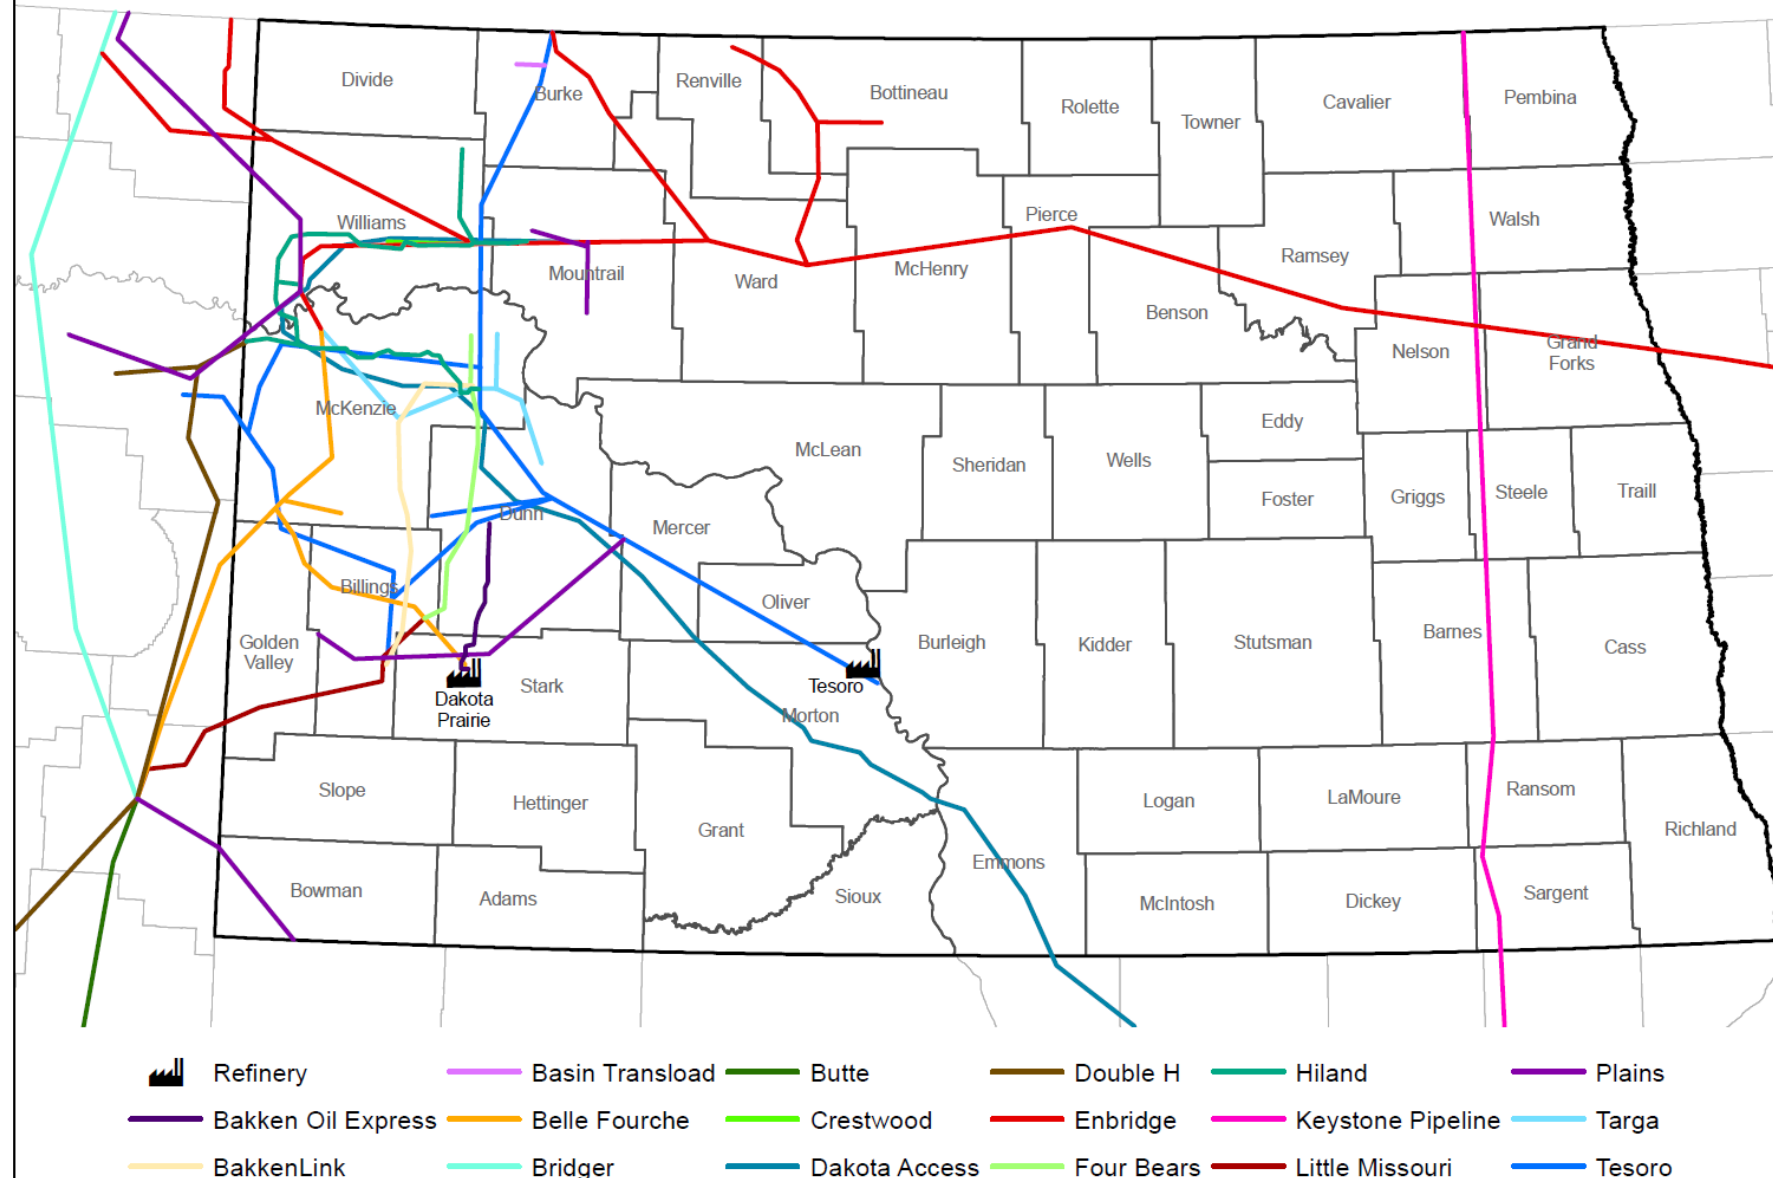 Divide
Burke
Renville
Bottineau
Rolette
Towner
Cavalier
Pembina
Williams
Mountrail
Ward
McHenry
Pierce
Benson
Ramsey
Walsh
Nelson
Grand
Forks
McKenzie
McLean
Sheridan
Wells
Eddy
Foster
Griggs
Steele
Traill
Dunn
Mercer
Billings
Oliver
Golden
Valley
Burleigh
Kidder
Stutsman
Barnes
Cass
Dakota
Prairie
Stark
Tesoro
Morton
Slope
Hettinger
Grant
Logan
LaMoure
Ransom
Richland
Emmons
Bowman
Adams
Sioux
McIntosh
Dickey
Sargent
Refinery
Basin Transload
Butte
Double H
Hiland
Plains
Bakken Oil Express
Belle Fourche
Crestwood
Enbridge
Keystone Pipeline
Targa
BakkenLink
Bridger
Dakota Access
Four Bears
Little Missouri
Tesoro